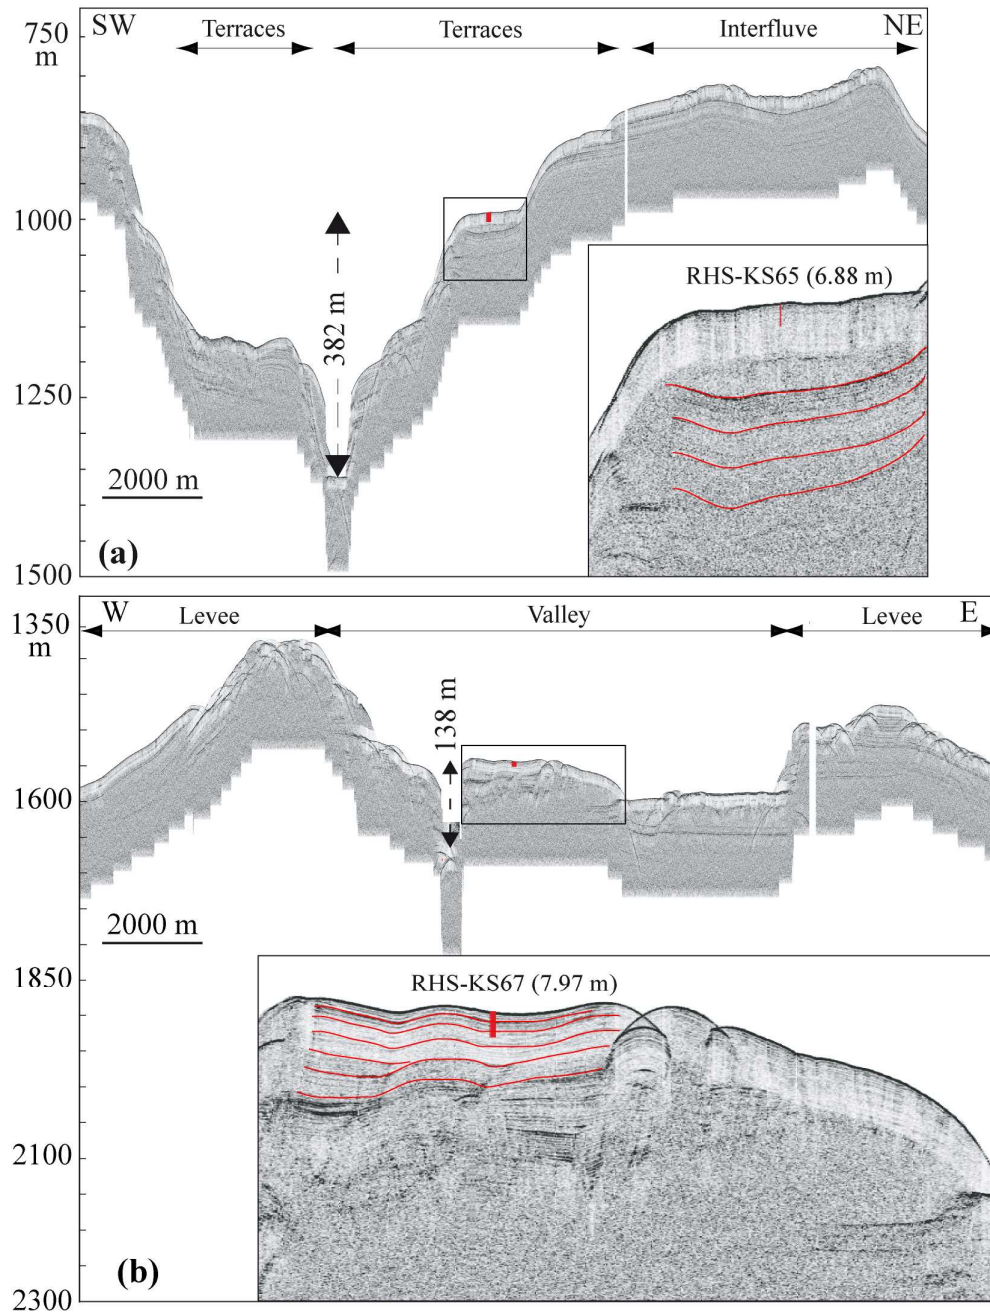 750
m
SW
Terraces
Terraces
Interfluve
NE
1000
382 m
RHS-KS65 (6.88 m)
1250
2000 m
(a)
1500
W
Levee
Valley
Levee
E
1350
m
138 m
1600
2000 m
1850
RHS-KS67 (7.97 m)
2100
(b)
2300